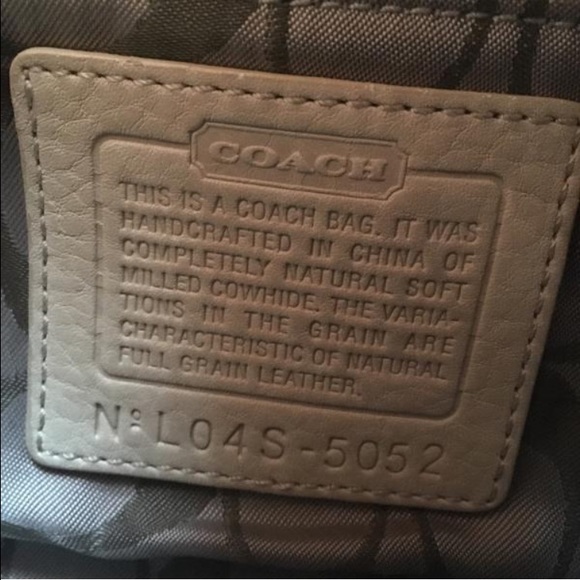 COACH
THIS IS A COACH BAG. IT WAS
HANDCRAFTED IN CHINA OF
COMPLETELY NATURAL SOFT
MILLED COWHIDE. THE VARIA-
TIONS IN THE GRAIN ARE
CHARACTERISTIC OF NATURAL
FULL GRAIN LEATHER.
Nº L04S-5052